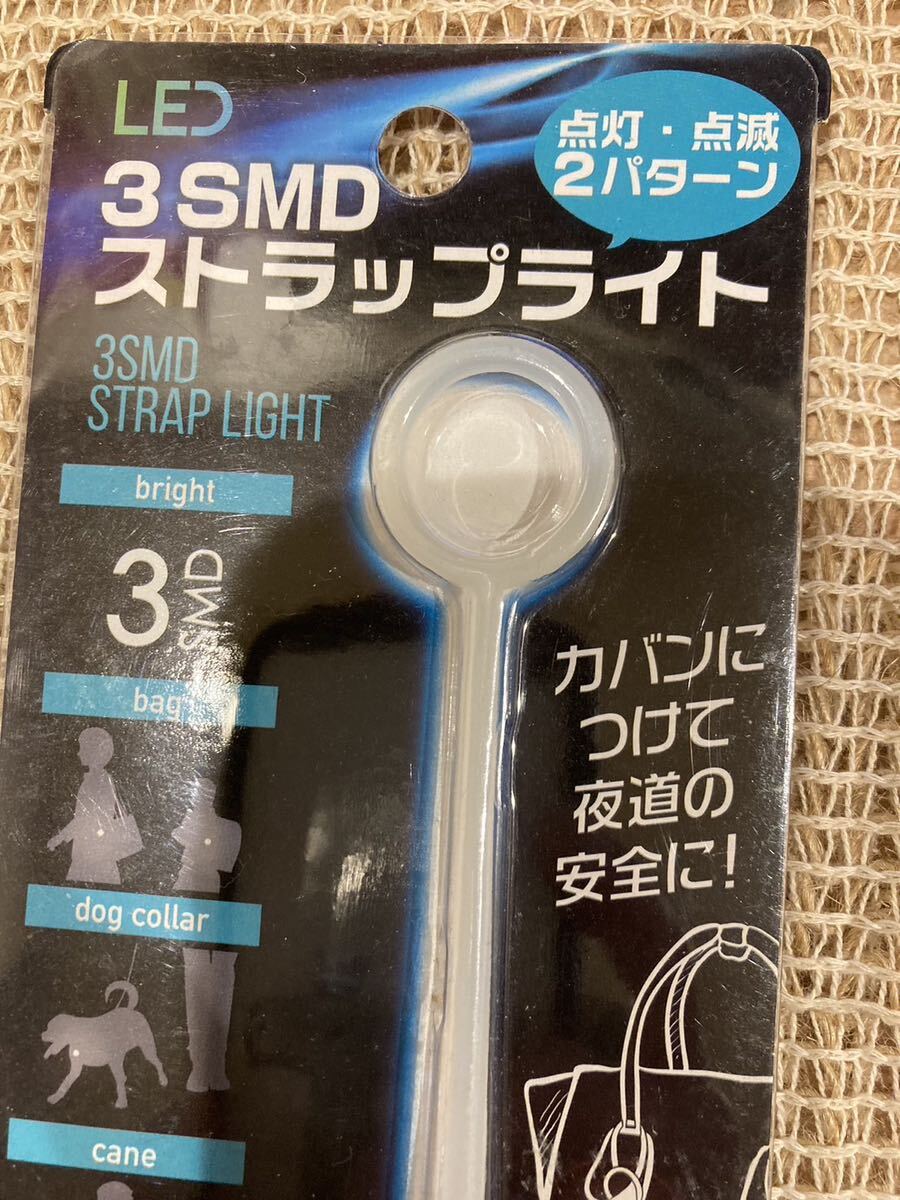 LED
点灯・点滅
2パターン
3 SMD
ストラップライト
3SMD
STRAP LIGHT
bright
3 SMD
bag
カバンに
つけて
夜道の
安全に!
dog collar
cane